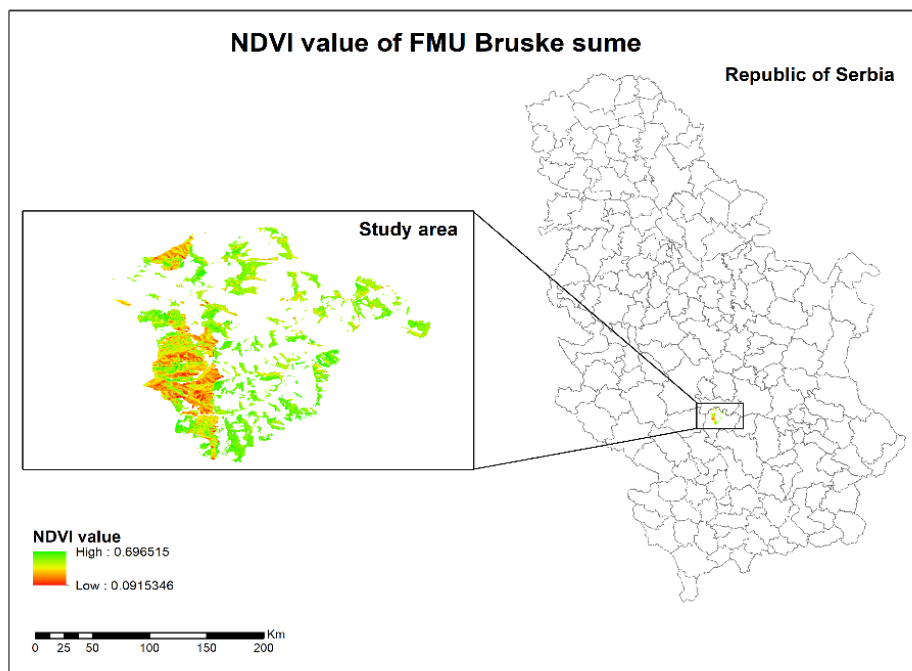 NDVI value of FMU Bruske sume
Republic of Serbia
Study area
NDVI value
High : 0.696515
Low : 0.0915346
Km
0 25 50 100 150 200